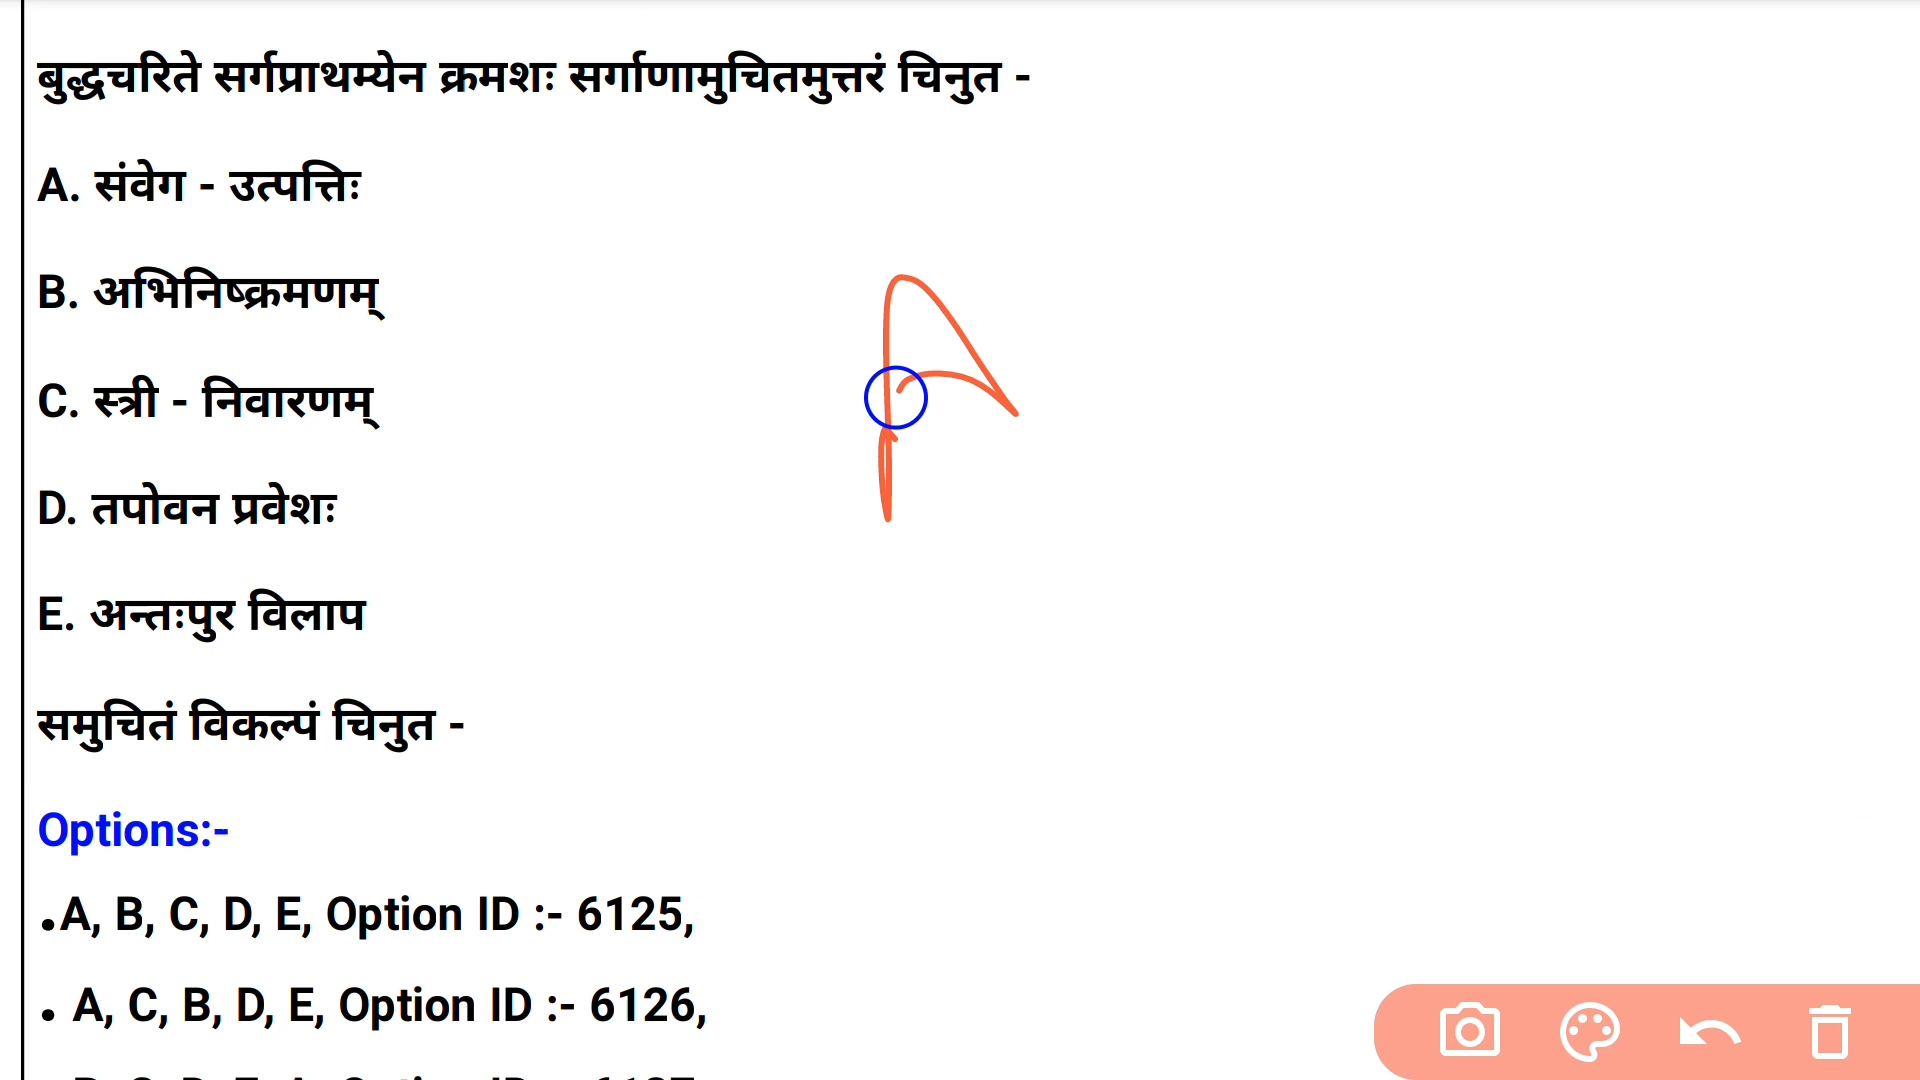 बुद्धचरिते सर्गप्राथम्येन क्रमशः सर्गाणामुचितमुत्तरं चिनुत -
A. संवेग - उत्पत्तिः
B. अभिनिष्क्रमणम्
C. स्त्री - निवारणम्
D. तपोवन प्रवेशः
E. अन्तःपुर विलाप
समुचितं विकल्पं चिनुत -
Options:-
•A, B, C, D, E, Option ID :- 6125,
• A, C, B, D, E, Option ID :- 6126,